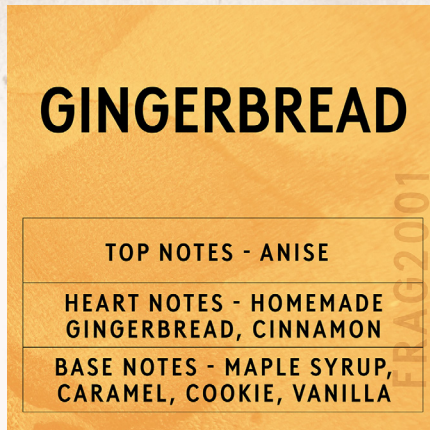 GINGERBREAD
TOP NOTES - ANISE
HEART NOTES - HOMEMADE
GINGERBREAD, CINNAMON
BASE NOTES - MAPLE SYRUP,
CARAMEL, COOKIE, VANILLA
FRAG2001